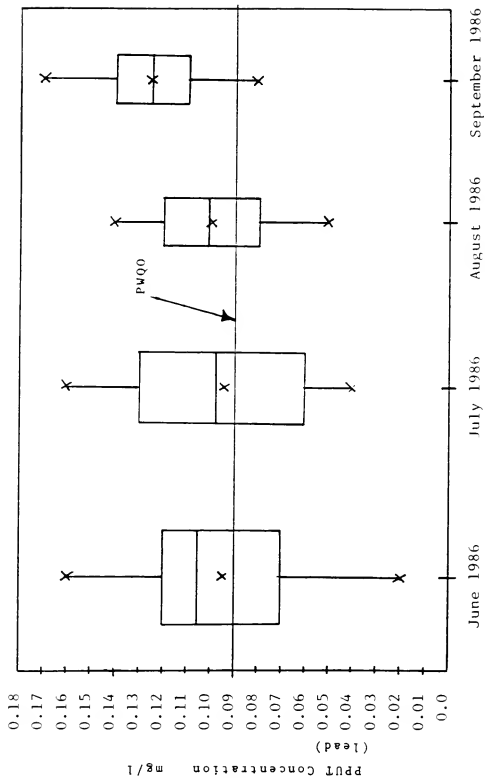 0.18
0.17
0.16
0.15
0.14
0.13
0.12
0.11
0.10
0.09
0.08
0.07
0.06
0.05
0.04
0.03
0.02
0.01
0.0
PPUT Concentration mg/l
(lead)
PWQO
June 1986
July 1986
August 1986
September 1986